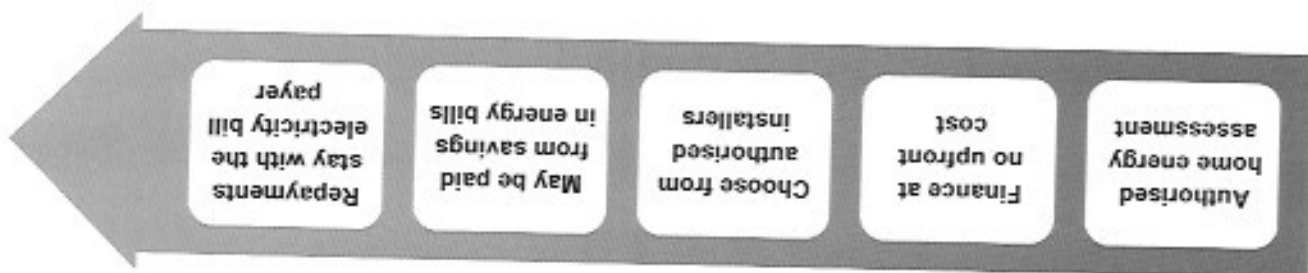 Authorised
home energy
assessment
Finance at
no upfront
cost
Choose from
authorised
installers
May be paid
from savings
in energy bills
Repayments
stay with the
electricity bill
payer